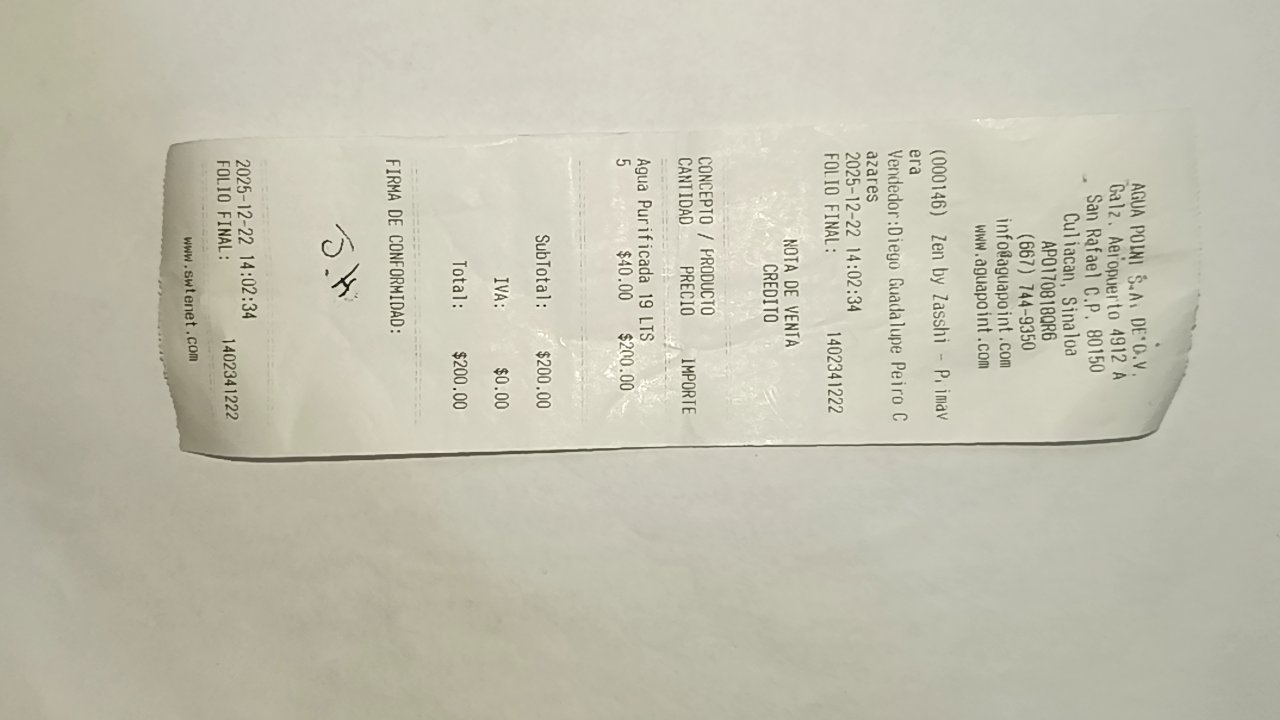 AGUA POINT S.A. DE C.V.
Calz. Aeropuerto 4912 A
San Rafael C.P. 80150
Culiacan, Sinaloa
APO170818QR6
(667) 744-9350
info@aguapoint.com
www.aguapoint.com
(000146) Zen by Zasshi - Primav
era
Vendedor:Diego Guadalupe Peiro C
azares
2025-12-22 14:02:34
FOLIO FINAL: 1402341222
NOTA DE VENTA
CREDITO
CONCEPTO / PRODUCTO
CANTIDAD PRECIO IMPORTE
Agua Purificada 19 LTS
5 $40.00 $200.00
SubTotal: $200.00
IVA: $0.00
Total: $200.00
FIRMA DE CONFORMIDAD:
J.H
2025-12-22 14:02:34
FOLIO FINAL: 1402341222
www.swtenet.com